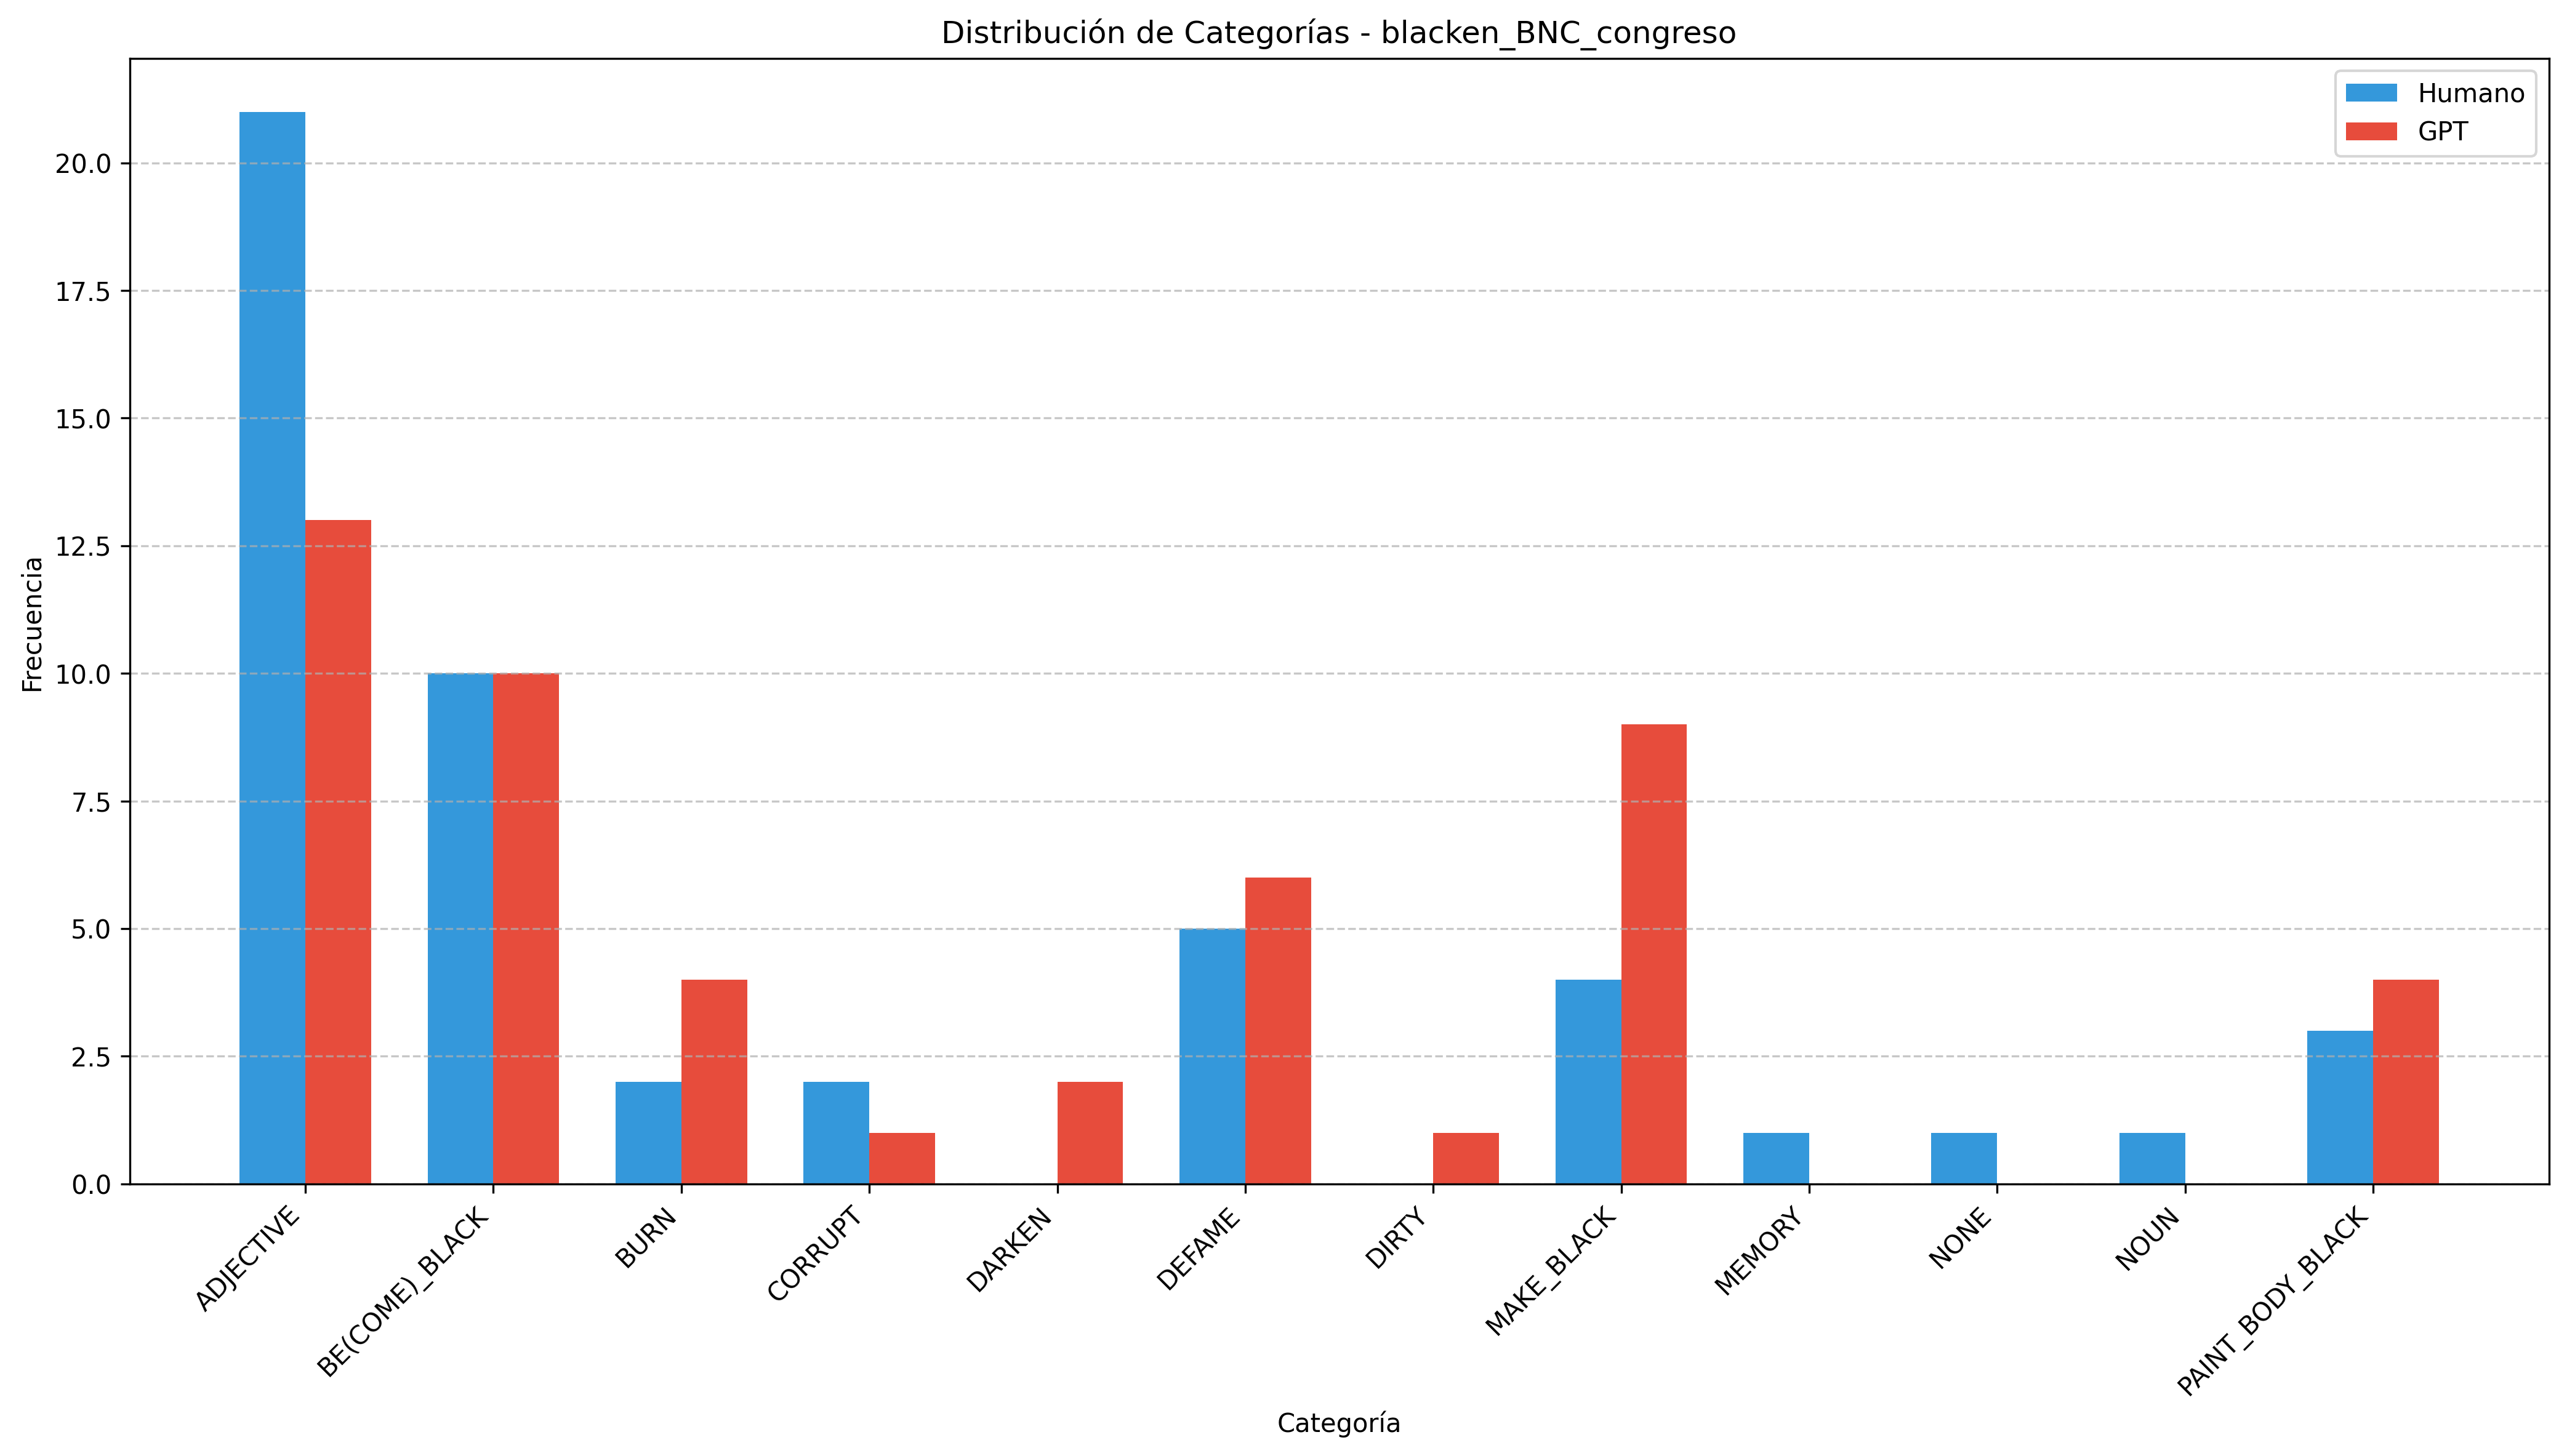 Distribución de Categorías - blacken_BNC_congreso
Humano
GPT
20.0
17.5
15.0
12.5
10.0
7.5
5.0
2.5
0.0
Frecuencia
ADJECTIVE
BE(COME)_BLACK
BURN
CORRUPT
DARKEN
DEFAME
DIRTY
MAKE_BLACK
MEMORY
NONE
NOUN
PAINT_BODY_BLACK
Categoría